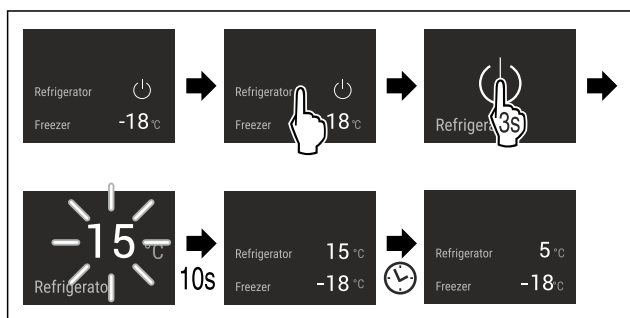 Refrigerator
Freezer -18 °C
Refrigerator
Freezer 18 °C
Refrigera 3s
15 °C
Refrigerato
10s
Refrigerator 15 °C
Freezer -18 °C
Refrigerator 5 °C
Freezer -18°C